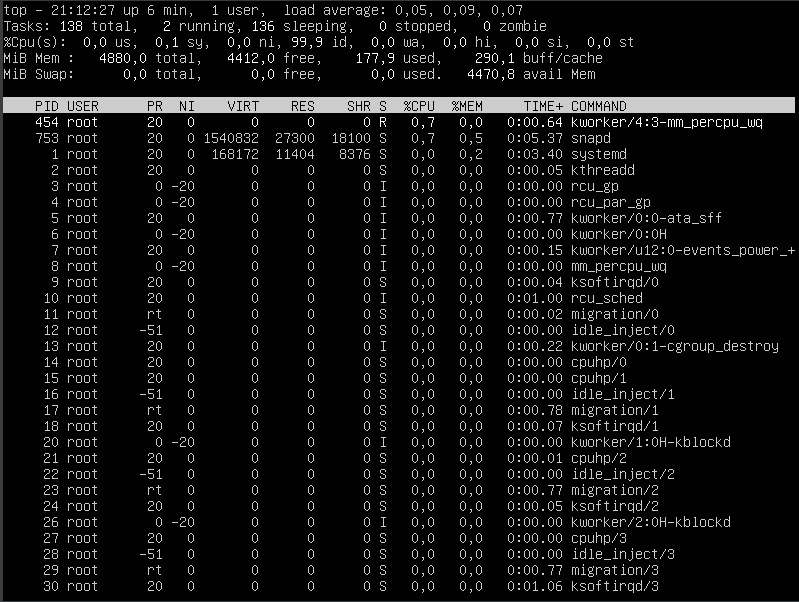 top - 21:12:27 up 6 min,  1 user,  load average: 0,05, 0,09, 0,07
Tasks: 138 total,   2 running, 136 sleeping,   0 stopped,   0 zombie
%Cpu(s):  0,0 us,  0,1 sy,  0,0 ni, 99,9 id,  0,0 wa,  0,0 hi,  0,0 si,  0,0 st
MiB Mem :   4880,0 total,   4412,0 free,    177,9 used,    290,1 buff/cache
MiB Swap:      0,0 total,      0,0 free,      0,0 used.   4470,8 avail Mem
PID USER      PR  NI    VIRT    RES    SHR S  %CPU  %MEM     TIME+ COMMAND
454 root      20   0       0      0      0 R   0,7   0,0   0:00.64 kworker/4:3-mm_percpu_wq
753 root      20   0 1540832  27300  18100 S   0,7   0,5   0:05.37 snapd
1 root      20   0  168172  11404   8376 S   0,0   0,2   0:03.40 systemd
2 root      20   0       0      0      0 S   0,0   0,0   0:00.05 kthreadd
3 root       0 -20       0      0      0 I   0,0   0,0   0:00.00 rcu_gp
4 root       0 -20       0      0      0 I   0,0   0,0   0:00.00 rcu_par_gp
5 root      20   0       0      0      0 I   0,0   0,0   0:00.77 kworker/0:0-ata_sff
6 root       0 -20       0      0      0 I   0,0   0,0   0:00.00 kworker/0:0H
7 root      20   0       0      0      0 I   0,0   0,0   0:00.15 kworker/u12:0-events_power_+
8 root       0 -20       0      0      0 I   0,0   0,0   0:00.00 mm_percpu_wq
9 root      20   0       0      0      0 S   0,0   0,0   0:00.04 ksoftirqd/0
10 root      20   0       0      0      0 I   0,0   0,0   0:01.00 rcu_sched
11 root      rt   0       0      0      0 S   0,0   0,0   0:00.02 migration/0
12 root     -51   0       0      0      0 S   0,0   0,0   0:00.00 idle_inject/0
13 root      20   0       0      0      0 I   0,0   0,0   0:00.22 kworker/0:1-cgroup_destroy
14 root      20   0       0      0      0 S   0,0   0,0   0:00.00 cpuhp/0
15 root      20   0       0      0      0 S   0,0   0,0   0:00.00 cpuhp/1
16 root     -51   0       0      0      0 S   0,0   0,0   0:00.00 idle_inject/1
17 root      rt   0       0      0      0 S   0,0   0,0   0:00.78 migration/1
18 root      20   0       0      0      0 S   0,0   0,0   0:00.07 ksoftirqd/1
20 root       0 -20       0      0      0 I   0,0   0,0   0:00.00 kworker/1:0H-kblockd
21 root      20   0       0      0      0 S   0,0   0,0   0:00.01 cpuhp/2
22 root     -51   0       0      0      0 S   0,0   0,0   0:00.00 idle_inject/2
23 root      rt   0       0      0      0 S   0,0   0,0   0:00.77 migration/2
24 root      20   0       0      0      0 S   0,0   0,0   0:00.05 ksoftirqd/2
26 root       0 -20       0      0      0 I   0,0   0,0   0:00.00 kworker/2:0H-kblockd
27 root      20   0       0      0      0 S   0,0   0,0   0:00.00 cpuhp/3
28 root     -51   0       0      0      0 S   0,0   0,0   0:00.00 idle_inject/3
29 root      rt   0       0      0      0 S   0,0   0,0   0:00.77 migration/3
30 root      20   0       0      0      0 S   0,0   0,0   0:01.06 ksoftirqd/3